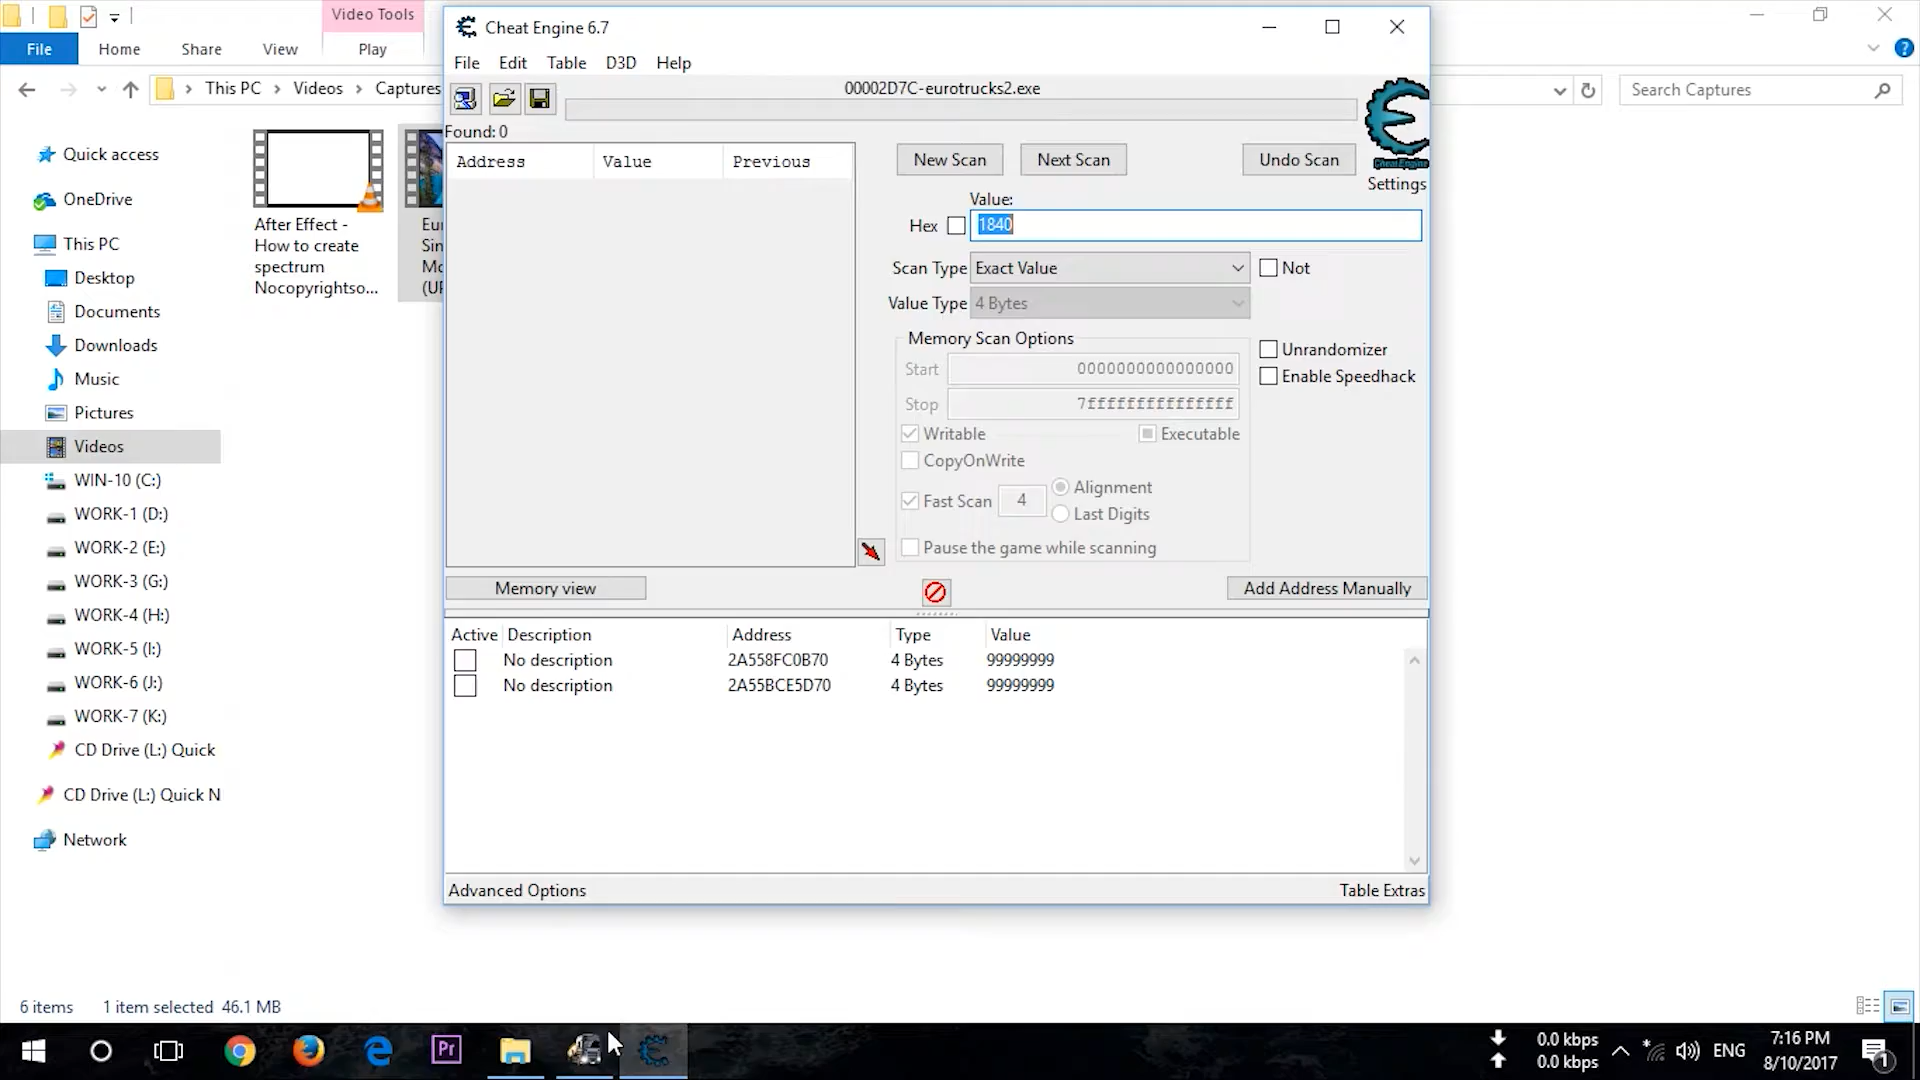 Video Tools
Cheat Engine 6.7
File
Home
Share
View
Play
File
Edit
Table
D3D
Help
This PC
Videos
Captures
00002D7C-eurotrucks2.exe
Search Captures
Found: 0
Address
Value
Previous
New Scan
Next Scan
Undo Scan
Cheat Engine
Settings
Value:
Hex
1840
Scan Type
Exact Value
Not
Value Type
4 Bytes
Memory Scan Options
Start
0000000000000000
Stop
7fffffffffffffff
Unrandomizer
Enable Speedhack
Writable
Executable
CopyOnWrite
Fast Scan
4
Alignment
Last Digits
Pause the game while scanning
Memory view
Add Address Manually
Active
Description
Address
Type
Value
No description
2A558FC0B70
4 Bytes
99999999
No description
2A55BCE5D70
4 Bytes
99999999
Advanced Options
Table Extras
Quick access
OneDrive
This PC
Desktop
Documents
Downloads
Music
Pictures
Videos
WIN-10 (C:)
WORK-1 (D:)
WORK-2 (E:)
WORK-3 (G:)
WORK-4 (H:)
WORK-5 (I:)
WORK-6 (J:)
WORK-7 (K:)
CD Drive (L:) Quick
CD Drive (L:) Quick N
Network
After Effect -
How to create
spectrum
Nocopyrightso...
Eur
Sin
Mo
(UP
6 items
1 item selected 46.1 MB
Pr
0.0 kbps
0.0 kbps
ENG
7:16 PM
8/10/2017
1